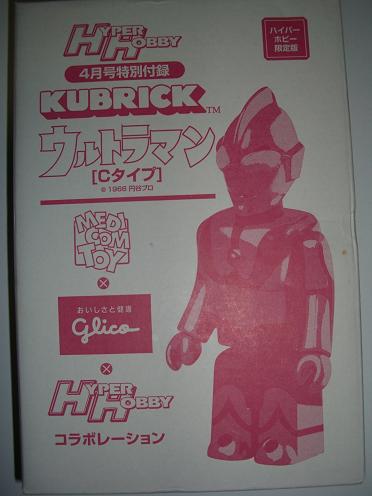 HYPER HOBBY
4月号特別付録
ハイパー
ホビー
限定版
KUBRICK™
ウルトラマン
[Cタイプ]
© 1966 円谷プロ
MEDI
COM
TOY
×
おいしさと健康
Glico
×
HYPER HOBBY
コラボレーション